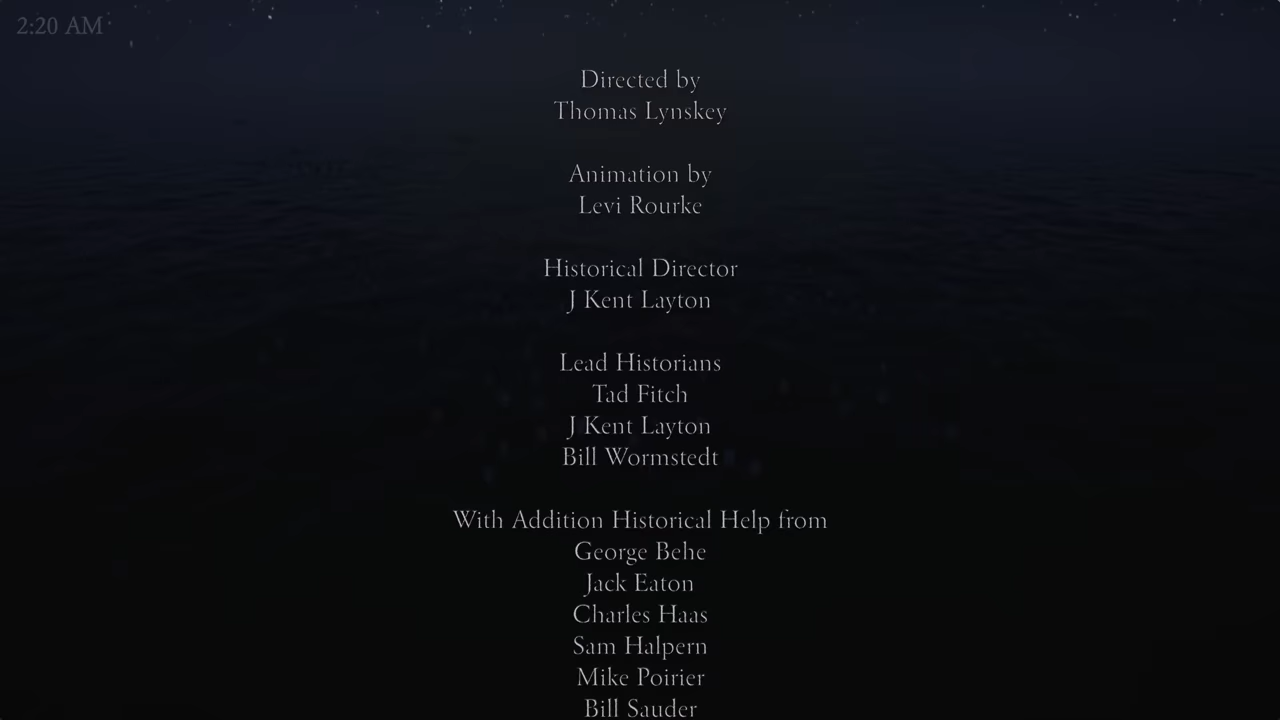 2:20 AM
Directed by
Thomas Lynskey
Animation by
Levi Rourke
Historical Director
J Kent Layton
Lead Historians
Tad Fitch
J Kent Layton
Bill Wormstedt
With Addition Historical Help from
George Behe
Jack Eaton
Charles Haas
Sam Halpern
Mike Poirier
Bill Sauder